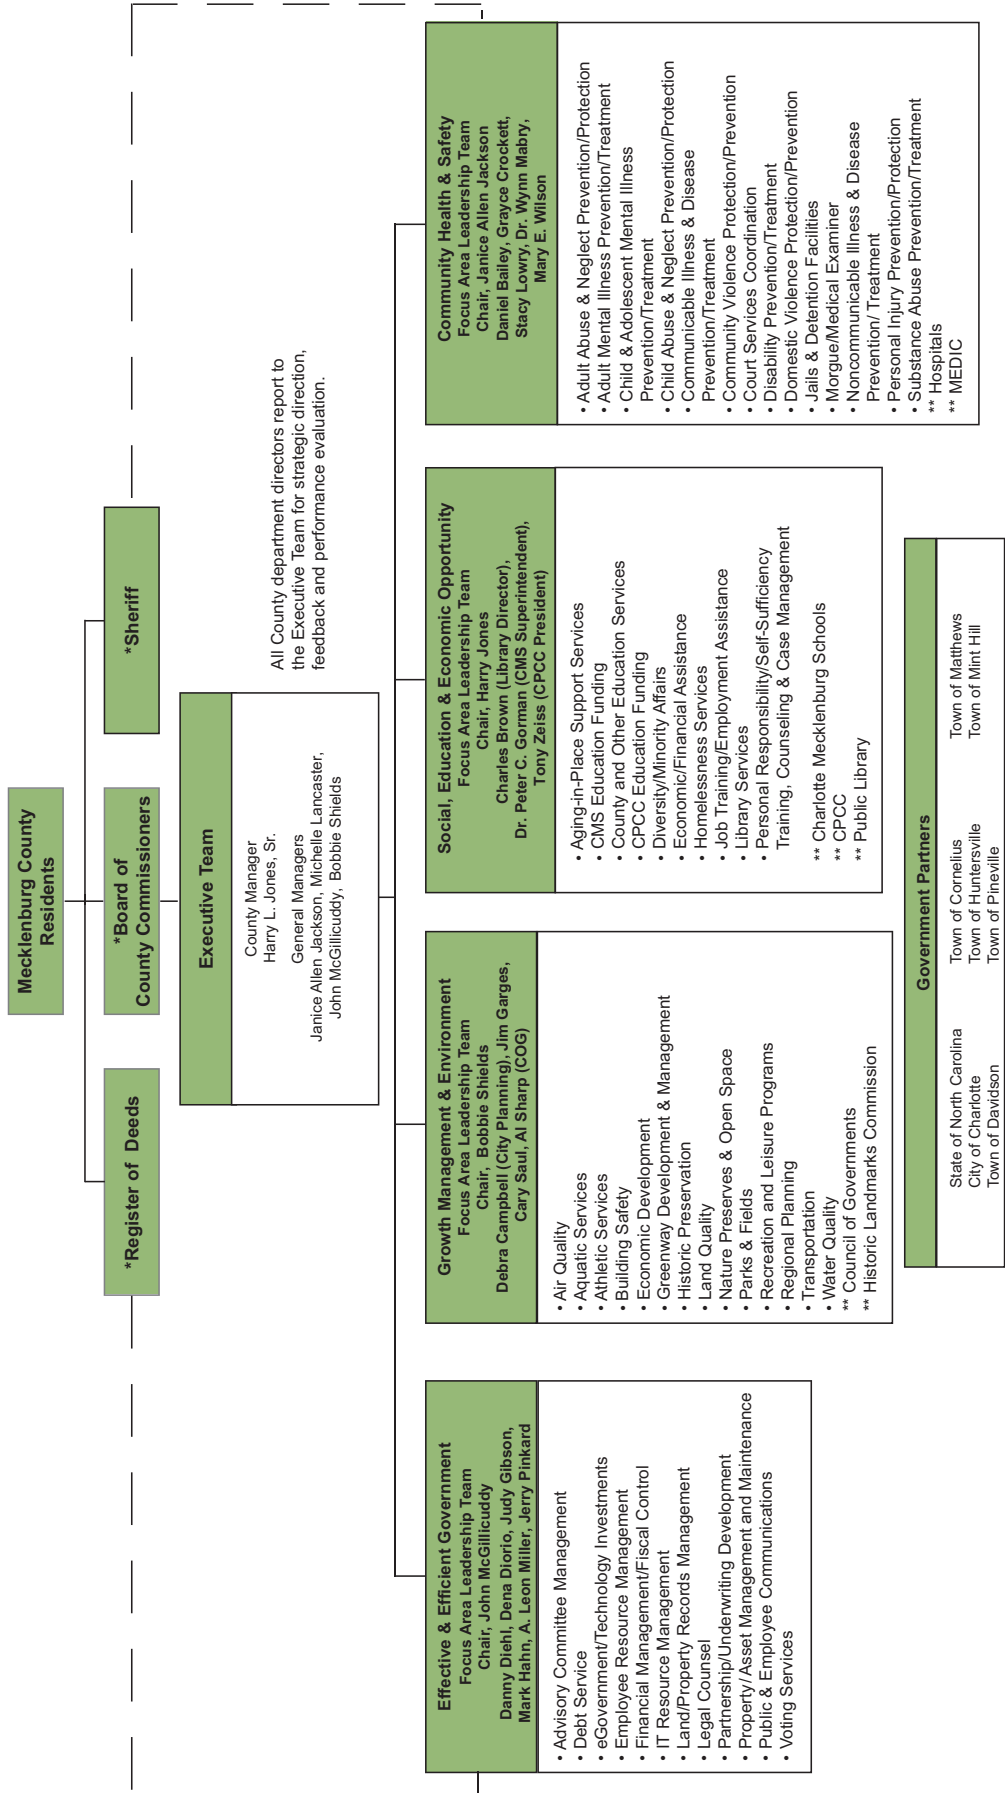 Mecklenburg County
Residents
*Register of Deeds
*Board of
County Commissioners
*Sheriff
Executive Team
County Manager
Harry L. Jones, Sr.
General Managers
Janice Allen Jackson, Michelle Lancaster,
John McGillicuddy, Bobbie Shields
All County department directors report to
the Executive Team for strategic direction,
feedback and performance evaluation.
Effective & Efficient Government
Focus Area Leadership Team
Chair, John McGillicuddy
Danny Diehl, Dena Diorio, Judy Gibson,
Mark Hahn, A. Leon Miller, Jerry Pinkard
• Advisory Committee Management
• Debt Service
• eGovernment/Technology Investments
• Employee Resource Management
• Financial Management/Fiscal Control
• IT Resource Management
• Land/Property Records Management
• Legal Counsel
• Partnership/Underwriting Development
• Property/Asset Management and Maintenance
• Public & Employee Communications
• Voting Services
Growth Management & Environment
Focus Area Leadership Team
Chair, Bobbie Shields
Debra Campbell (City Planning), Jim Garges,
Cary Saul, Al Sharp (COG)
• Air Quality
• Aquatic Services
• Athletic Services
• Building Safety
• Economic Development
• Greenway Development & Management
• Historic Preservation
• Land Quality
• Nature Preserves & Open Space
• Parks & Fields
• Recreation and Leisure Programs
• Regional Planning
• Transportation
• Water Quality
** Council of Governments
** Historic Landmarks Commission
Social, Education & Economic Opportunity
Focus Area Leadership Team
Chair, Harry Jones
Charles Brown (Library Director),
Dr. Peter C. Gorman (CMS Superintendent),
Tony Zeiss (CPCC President)
• Aging-in-Place Support Services
• CMS Education Funding
• County and Other Education Services
• CPCC Education Funding
• Diversity/Minority Affairs
• Economic/Financial Assistance
• Homelessness Services
• Job Training/Employment Assistance
• Library Services
• Personal Responsibility/Self-Sufficiency
Training, Counseling & Case Management
** Charlotte Mecklenburg Schools
** CPCC
** Public Library
Community Health & Safety
Focus Area Leadership Team
Chair, Janice Allen Jackson
Daniel Bailey, Grayce Crockett,
Stacy Lowry, Dr. Wynn Mabry,
Mary E. Wilson
• Adult Abuse & Neglect Prevention/Protection
• Adult Mental Illness Prevention/Treatment
• Child & Adolescent Mental Illness
Prevention/Treatment
• Child Abuse & Neglect Prevention/Protection
• Communicable Illness & Disease
Prevention/Treatment
• Community Violence Protection/Prevention
• Court Services Coordination
• Disability Prevention/Treatment
• Domestic Violence Protection/Prevention
• Jails & Detention Facilities
• Morgue/Medical Examiner
• Noncommunicable Illness & Disease
Prevention/ Treatment
• Personal Injury Prevention/Protection
• Substance Abuse Prevention/Treatment
** Hospitals
** MEDIC
Government Partners
State of North Carolina
City of Charlotte
Town of Davidson
Town of Cornelius
Town of Huntersville
Town of Pineville
Town of Matthews
Town of Mint Hill